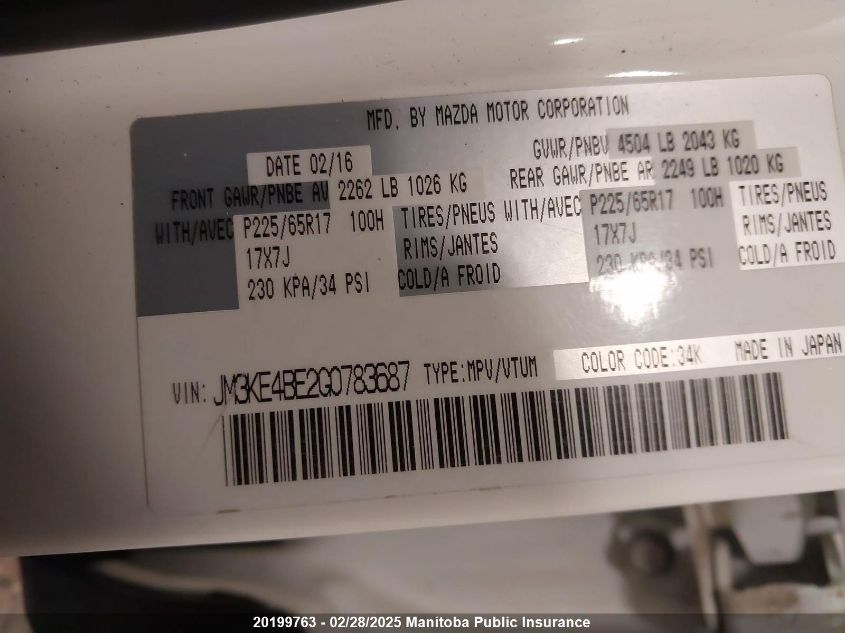 MFD. BY MAZDA MOTOR CORPORATION
DATE 02/16
GVWR/PNBV 4504 LB 2043 KG
FRONT GAWR/PNBE AV 2262 LB 1026 KG
REAR GAWR/PNBE AR 2249 LB 1020 KG
WITH/AVEC P225/65R17 100H TIRES/PNEUS
17X7J RIMS/JANTES
230 KPA/34 PSI COLD/A FROID
WITH/AVEC P225/65R17 100H TIRES/PNEUS
17X7J RIMS/JANTES
230 KPA/34 PSI COLD/A FROID
VIN: JM3KE4BE2G0783687 TYPE:MPV/VTUM COLOR CODE:34K MADE IN JAPAN
20199763 - 02/28/2025 Manitoba Public Insurance